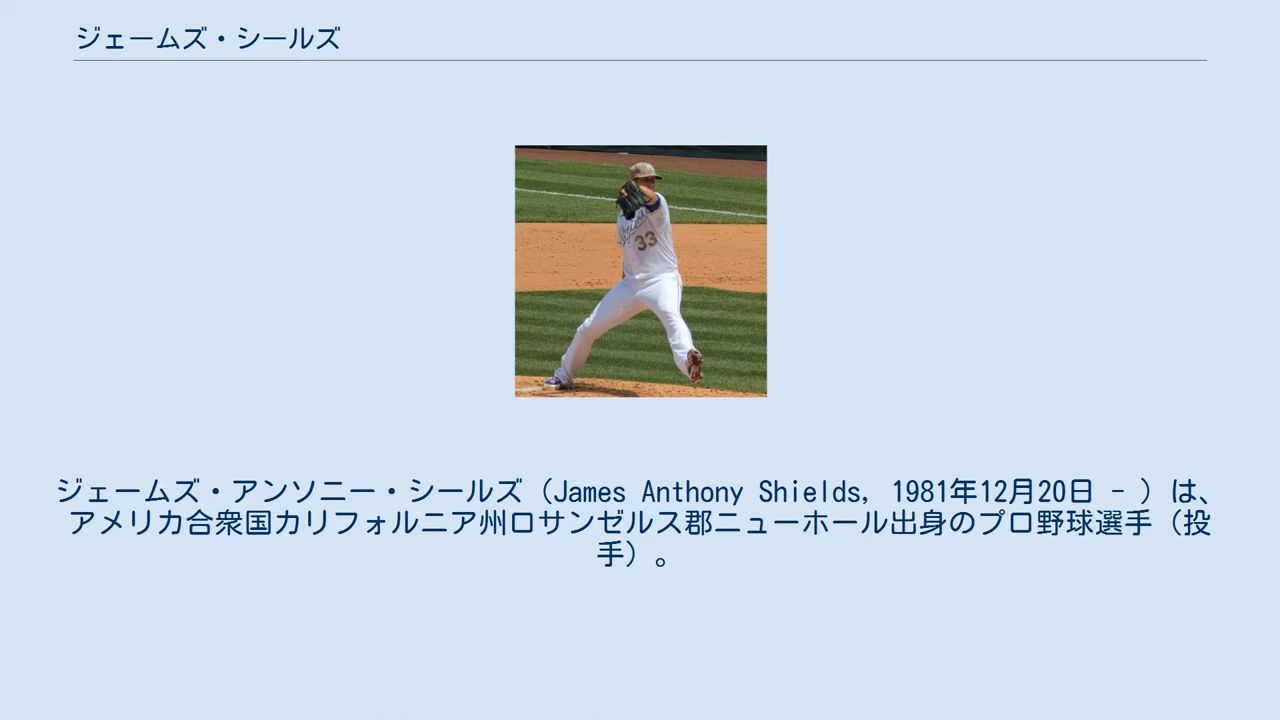 ジェームズ・シールズ
33
ジェームズ・アンソニー・シールズ（James Anthony Shields, 1981年12月20日 - ）は、
アメリカ合衆国カリフォルニア州ロサンゼルス郡ニューホール出身のプロ野球選手（投
手）。